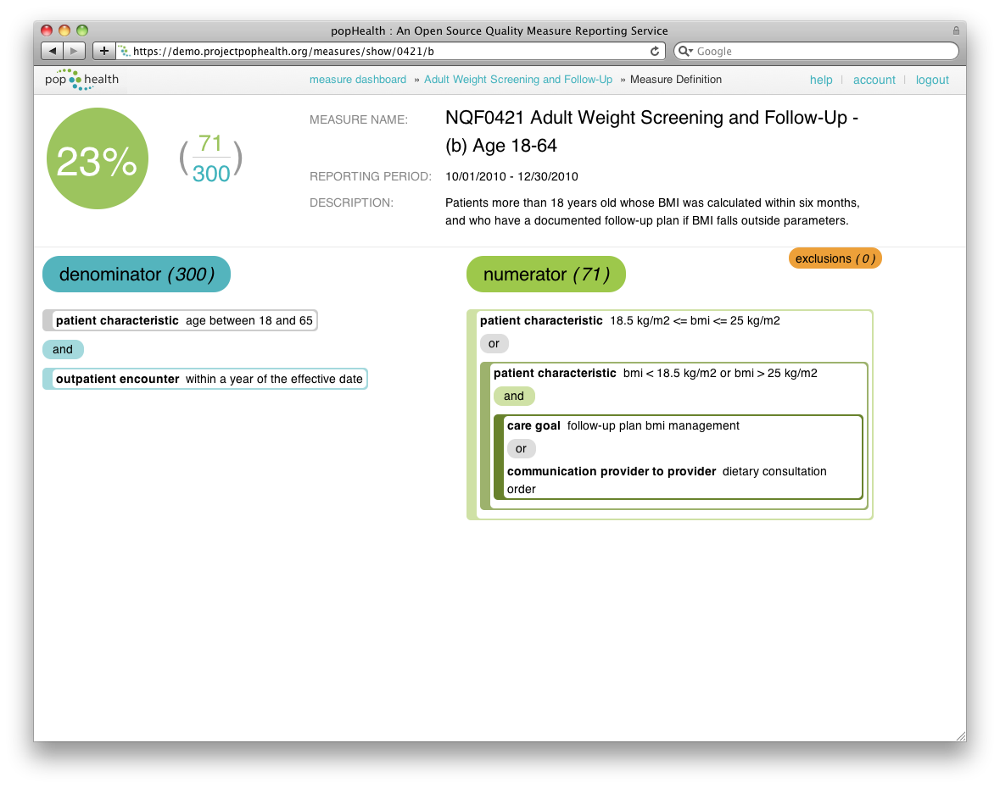 popHealth : An Open Source Quality Measure Reporting Service
https://demo.projectpophealth.org/measures/show/0421/b
Google
pop health
measure dashboard » Adult Weight Screening and Follow-Up » Measure Definition
help | account | logout
23%
( 71
300 )
MEASURE NAME: NQF0421 Adult Weight Screening and Follow-Up -
(b) Age 18-64
REPORTING PERIOD: 10/01/2010 - 12/30/2010
DESCRIPTION: Patients more than 18 years old whose BMI was calculated within six months,
and who have a documented follow-up plan if BMI falls outside parameters.
denominator (300)
patient characteristic age between 18 and 65
and
outpatient encounter within a year of the effective date
numerator (71)
exclusions (0)
patient characteristic 18.5 kg/m2 <= bmi <= 25 kg/m2
or
patient characteristic bmi < 18.5 kg/m2 or bmi > 25 kg/m2
and
care goal follow-up plan bmi management
or
communication provider to provider dietary consultation
order